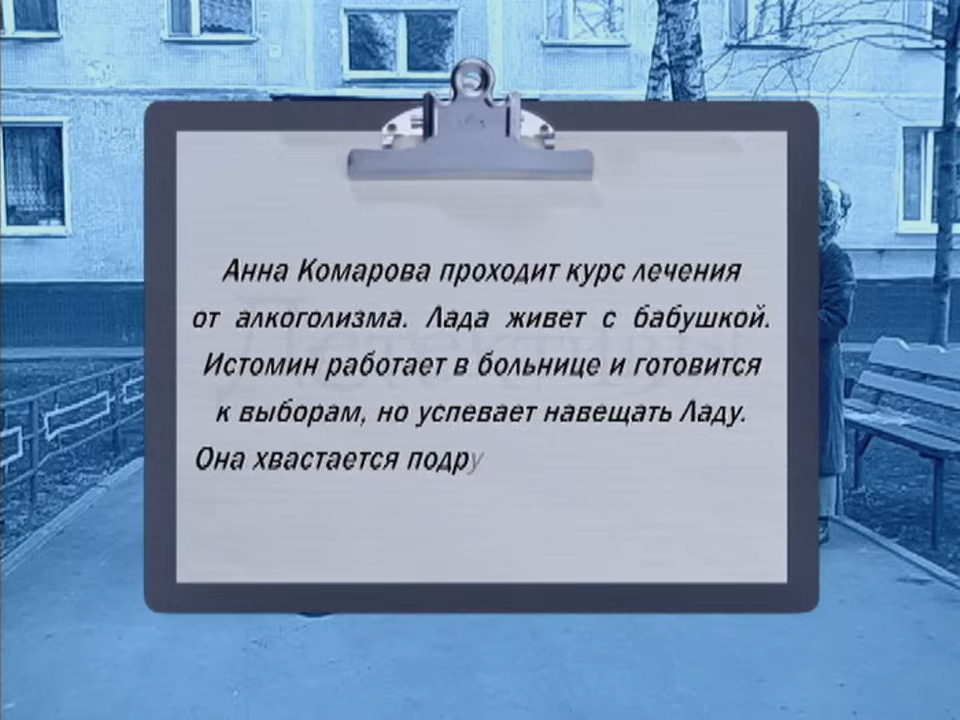 Анна Комарова проходит курс лечения
от алкоголизма. Лада живет с бабушкой.
Истомин работает в больнице и готовится
к выборам, но успевает навещать Ладу.
Она хвастается подру
Детективы